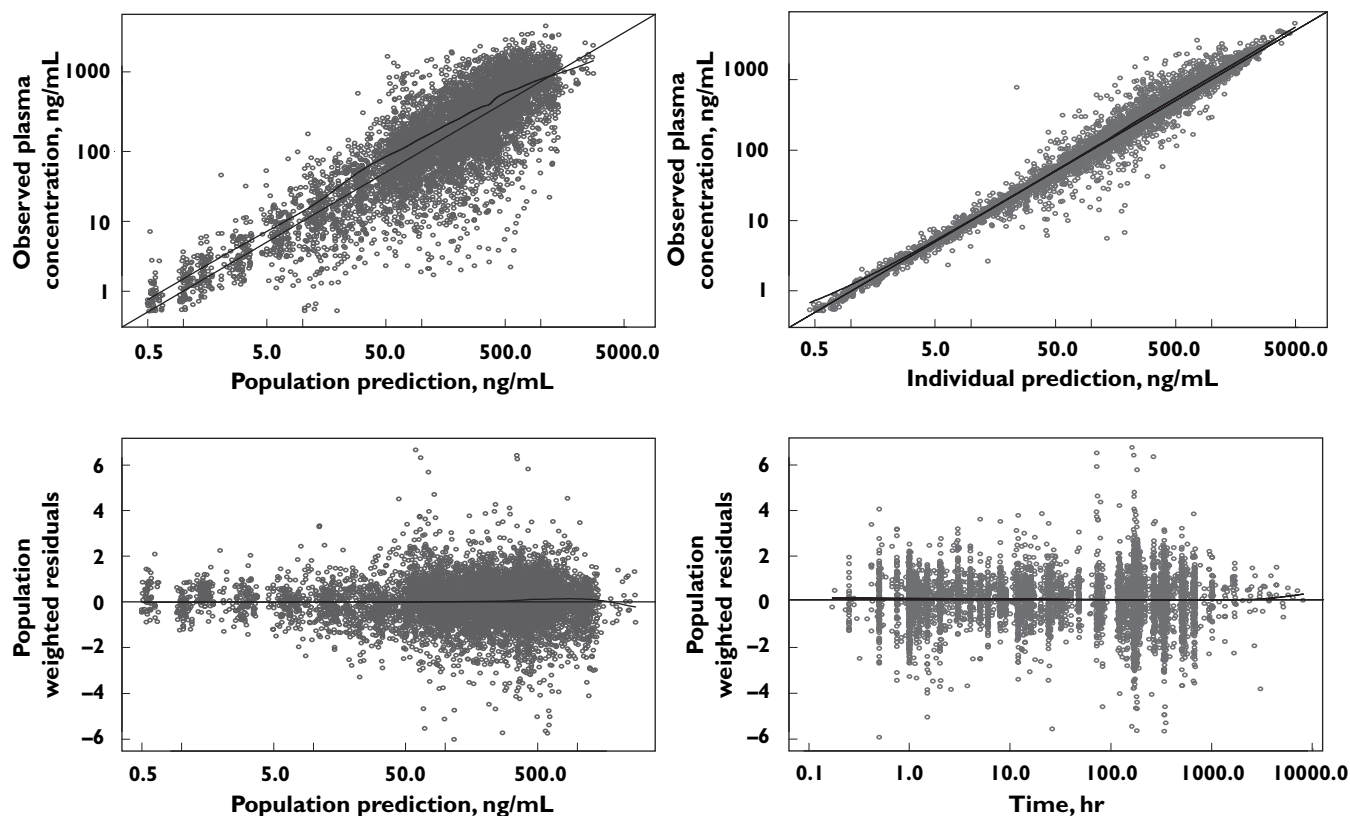 Observed plasma
concentration, ng/mL
1000
100
10
1
0.5 5.0 50.0 500.0 5000.0
Population prediction, ng/mL
Observed plasma
concentration, ng/mL
1000
100
10
1
0.5 5.0 50.0 500.0 5000.0
Individual prediction, ng/mL
Population
weighted residuals
6
4
2
0
–2
–4
–6
0.5 5.0 50.0 500.0
Population prediction, ng/mL
Population
weighted residuals
6
4
2
0
–2
–4
–6
0.1 1.0 10.0 100.0 1000.0 10000.0
Time, hr